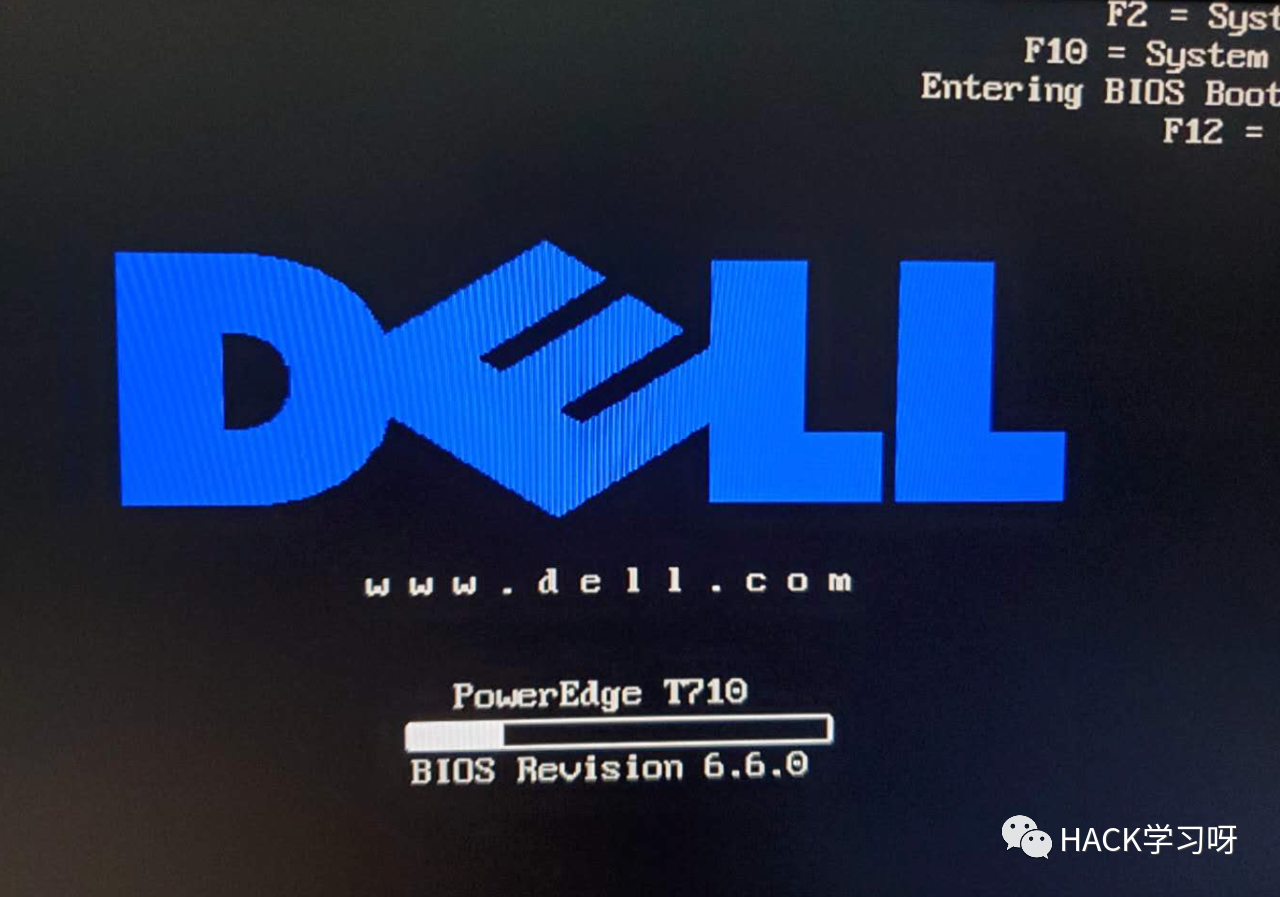 F2 = Syst
F10 = System
Entering BIOS Boot
F12 =
DELL
www.dell.com
PowerEdge T710
BIOS Revision 6.6.0
HACK学习呀